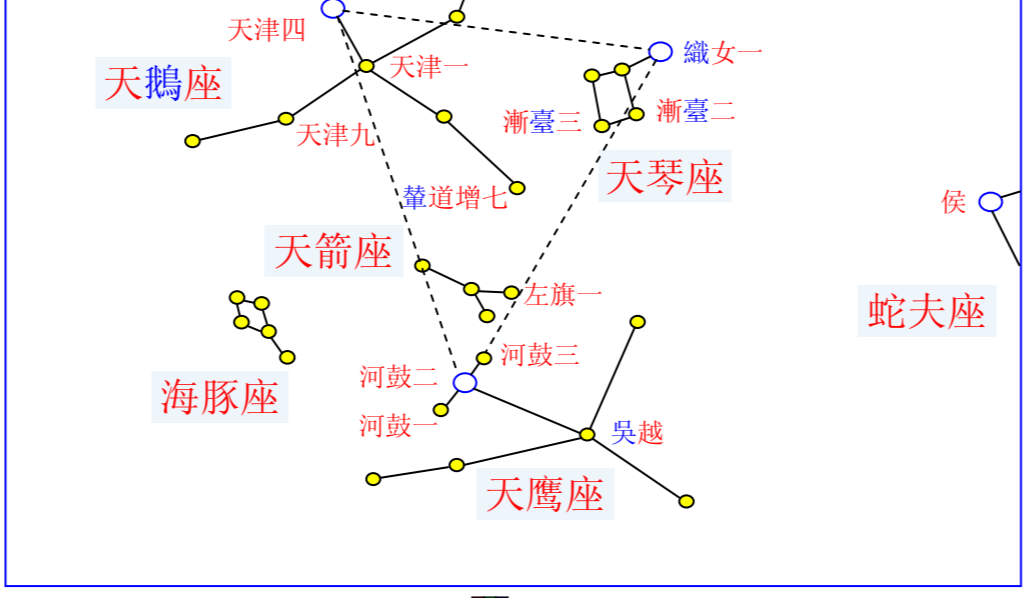 天津四
織女一
天津一
天鵝座
漸臺三
漸臺二
天津九
天琴座
輦道增七
侯
天箭座
左旗一
蛇夫座
河鼓三
河鼓二
海豚座
河鼓一
吳越
天鹰座